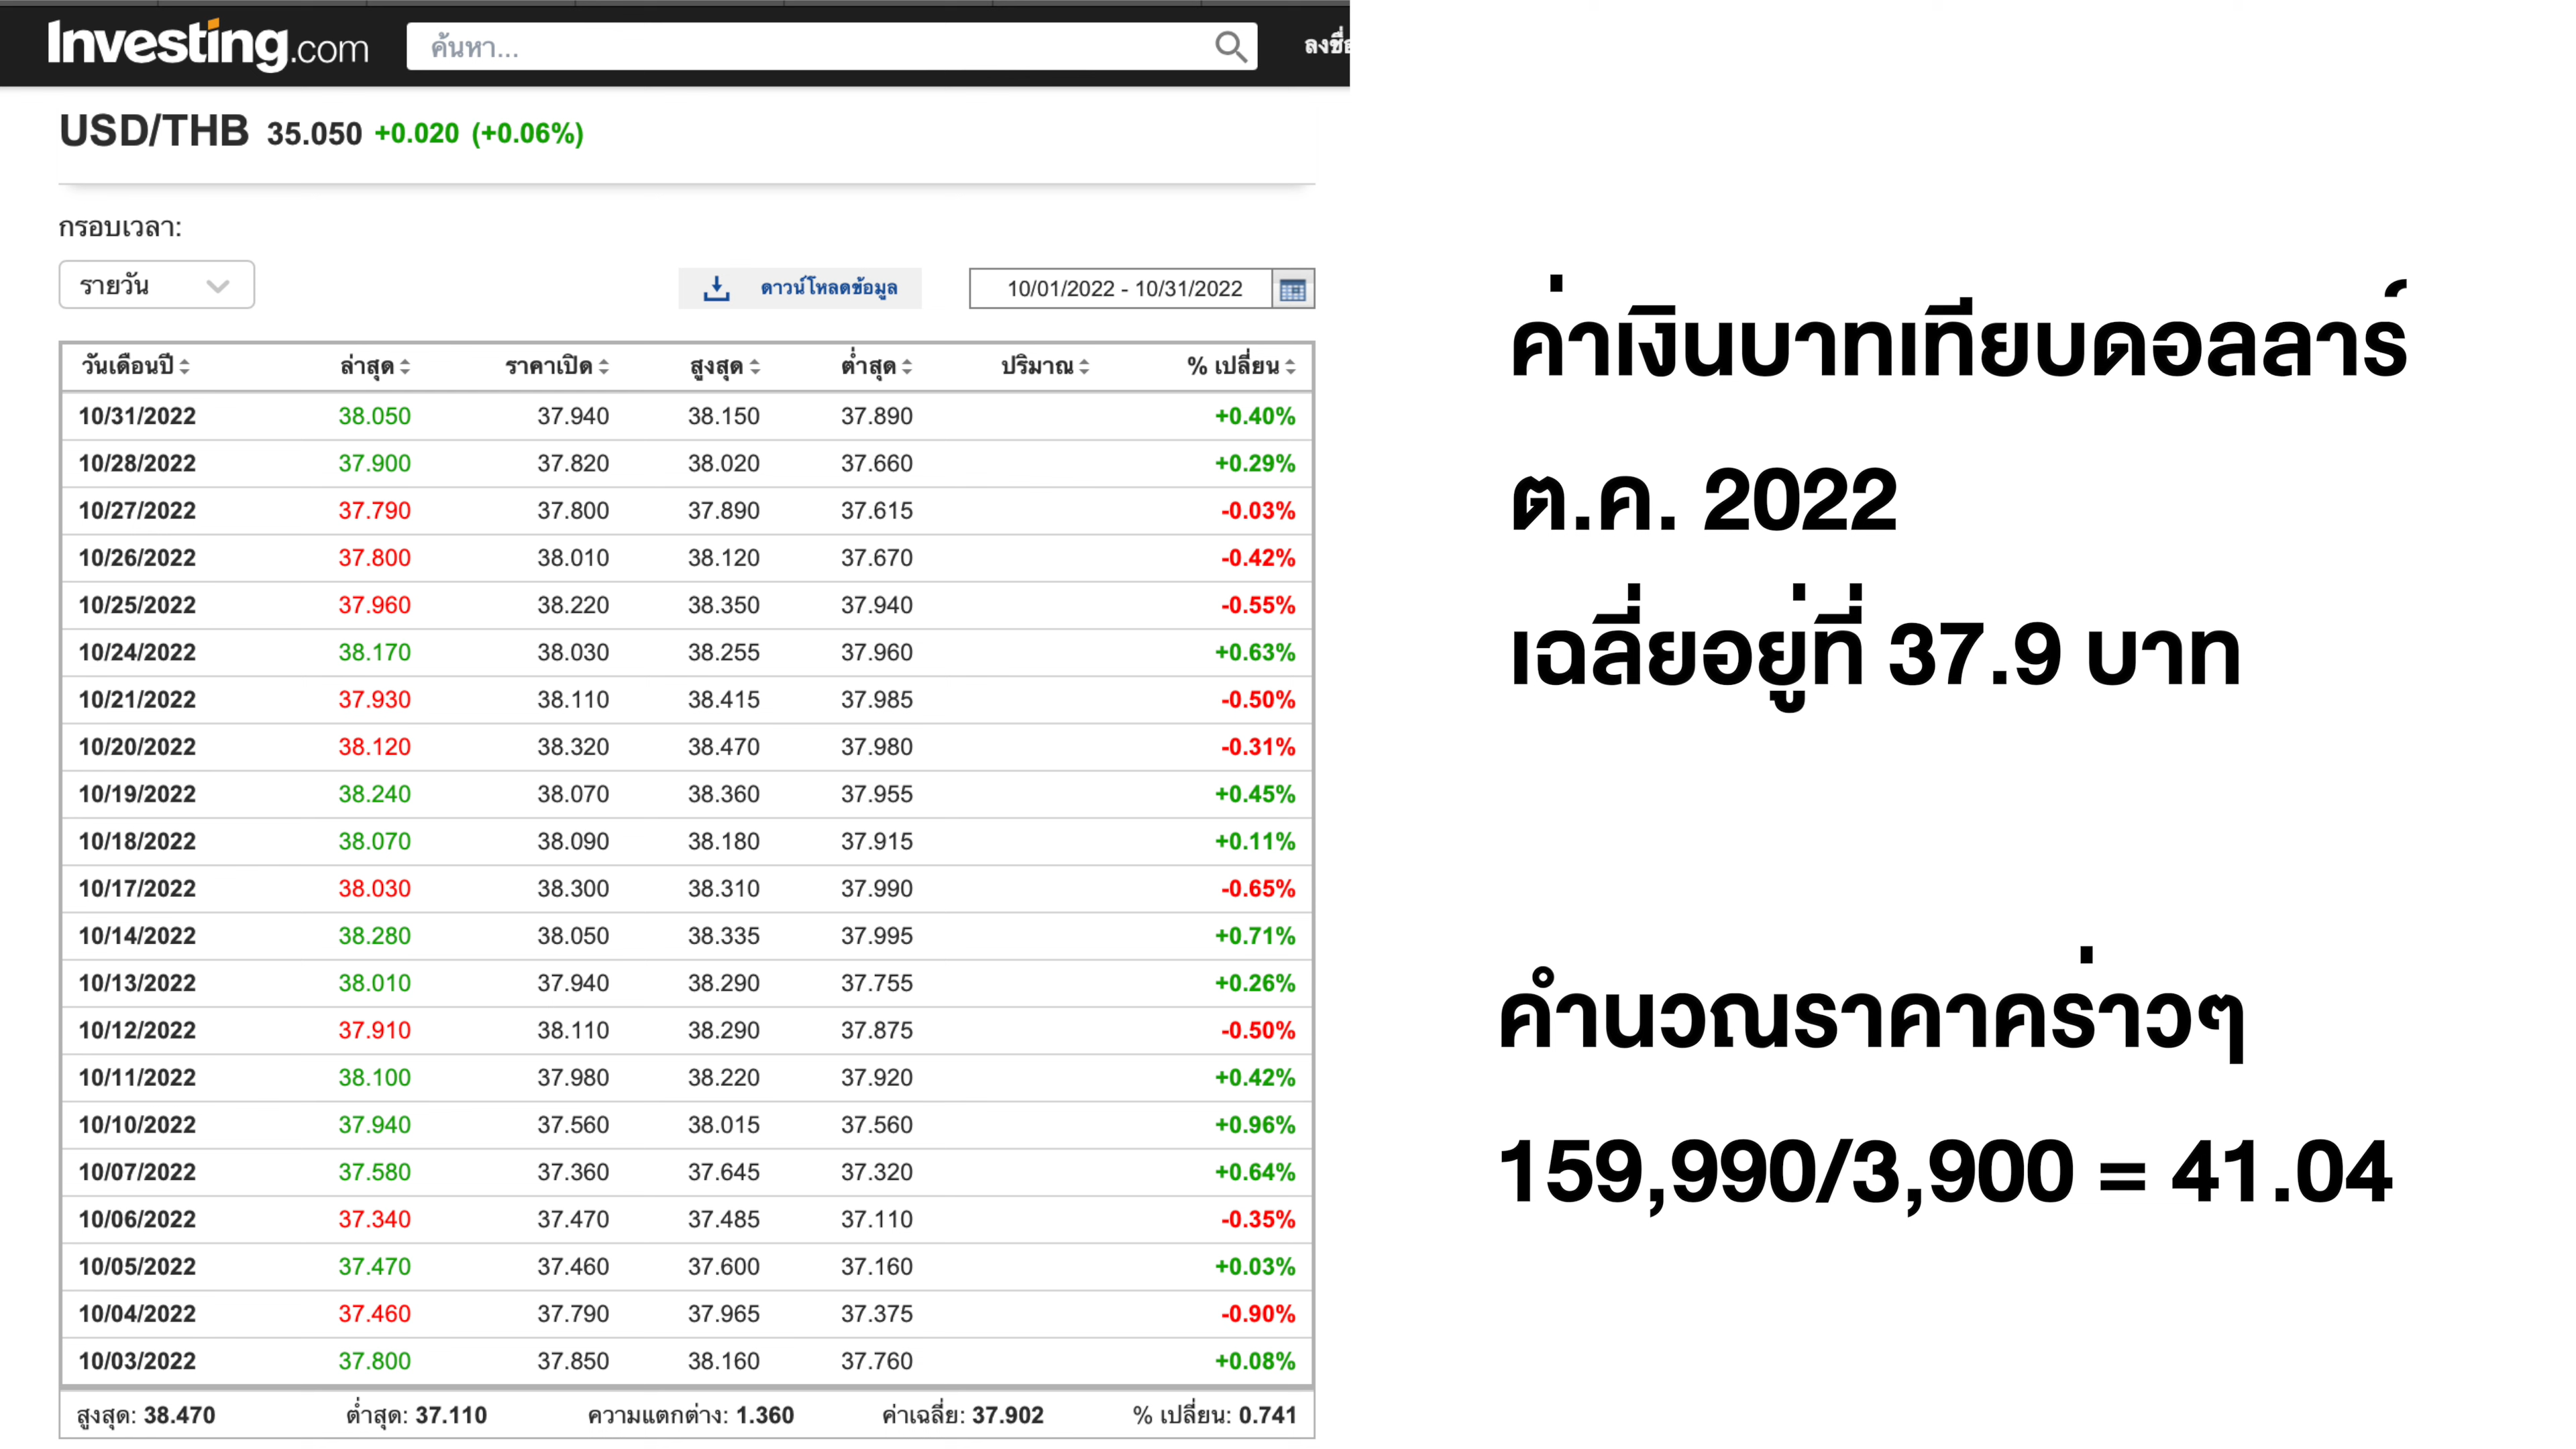 Investing.com
ค้นหา...
USD/THB 35.050 +0.020 (+0.06%)
กรอบเวลา:
รายวัน
ดาวน์โหลดข้อมูล
10/01/2022 - 10/31/2022
วันเดือนปี ล่าสุด ราคาเปิด สูงสุด ต่ำสุด ปริมาณ % เปลี่ยน
10/31/2022 38.050 37.940 38.150 37.890 +0.40%
10/28/2022 37.900 37.820 38.020 37.660 +0.29%
10/27/2022 37.790 37.800 37.890 37.615 -0.03%
10/26/2022 37.800 38.010 38.120 37.670 -0.42%
10/25/2022 37.960 38.220 38.350 37.940 -0.55%
10/24/2022 38.170 38.030 38.255 37.960 +0.63%
10/21/2022 37.930 38.110 38.415 37.985 -0.50%
10/20/2022 38.120 38.320 38.470 37.980 -0.31%
10/19/2022 38.240 38.070 38.360 37.955 +0.45%
10/18/2022 38.070 38.090 38.180 37.915 +0.11%
10/17/2022 38.030 38.300 38.310 37.990 -0.65%
10/14/2022 38.280 38.050 38.335 37.995 +0.71%
10/13/2022 38.010 37.940 38.290 37.755 +0.26%
10/12/2022 37.910 38.110 38.290 37.875 -0.50%
10/11/2022 38.100 37.980 38.220 37.920 +0.42%
10/10/2022 37.940 37.560 38.015 37.560 +0.96%
10/07/2022 37.580 37.360 37.645 37.320 +0.64%
10/06/2022 37.340 37.470 37.485 37.110 -0.35%
10/05/2022 37.470 37.460 37.600 37.160 +0.03%
10/04/2022 37.460 37.790 37.965 37.375 -0.90%
10/03/2022 37.800 37.850 38.160 37.760 +0.08%
สูงสุด: 38.470 ต่ำสุด: 37.110 ความแตกต่าง: 1.360 ค่าเฉลี่ย: 37.902 % เปลี่ยน: 0.741
ค่าเงินบาทเทียบดอลลาร์
ต.ค. 2022
เฉลี่ยอยู่ที่ 37.9 บาท
คำนวณราคาคร่าวๆ
159,990/3,900 = 41.04